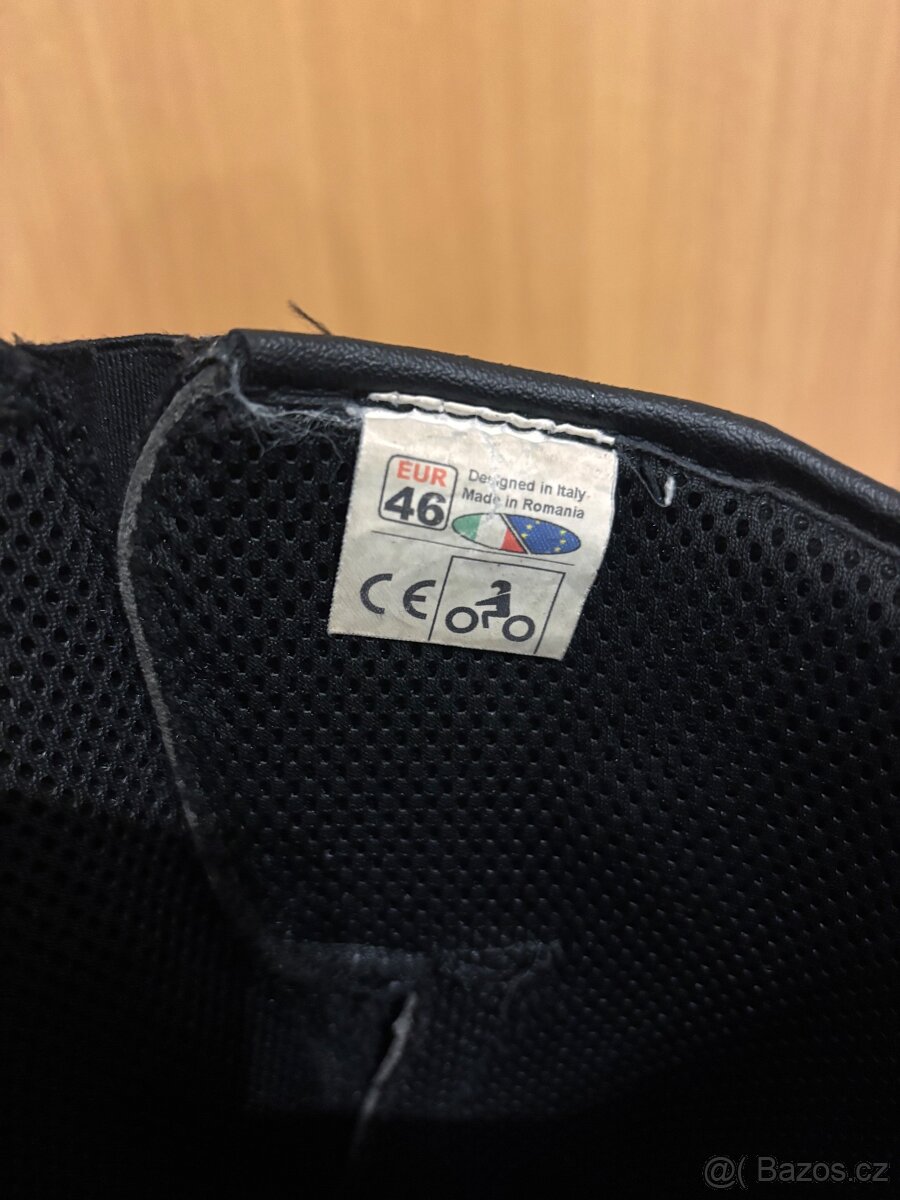 EUR
46
Designed in Italy
Made in Romania
CE
@( Bazos.cz